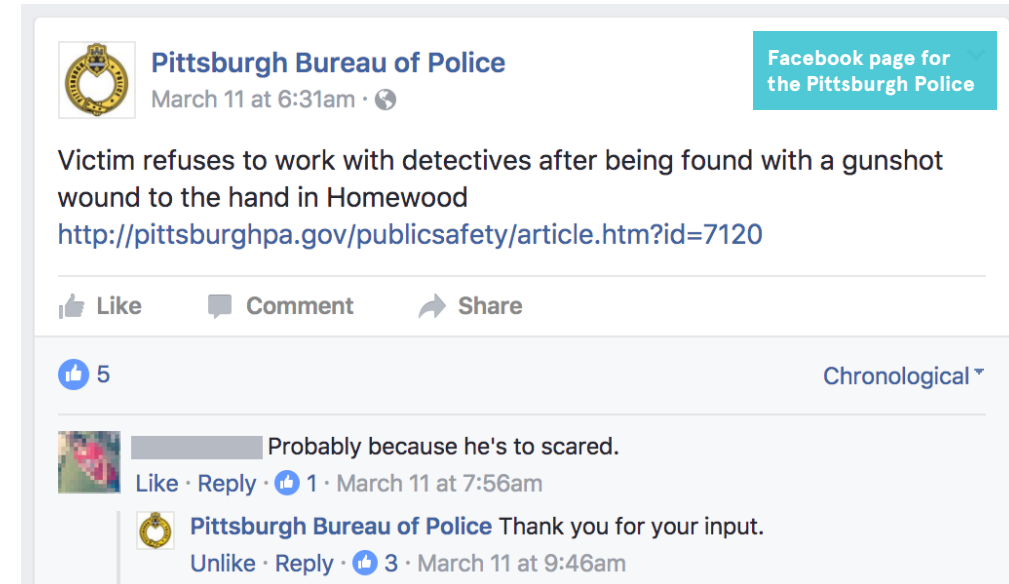 Pittsburgh Bureau of Police
March 11 at 6:31am ·
Facebook page for
the Pittsburgh Police
Victim refuses to work with detectives after being found with a gunshot
wound to the hand in Homewood
http://pittsburghpa.gov/publicsafety/article.htm?id=7120
Like Comment Share
5
Chronological
Probably because he's to scared.
Like · Reply · 1 · March 11 at 7:56am
Pittsburgh Bureau of Police Thank you for your input.
Unlike · Reply · 3 · March 11 at 9:46am